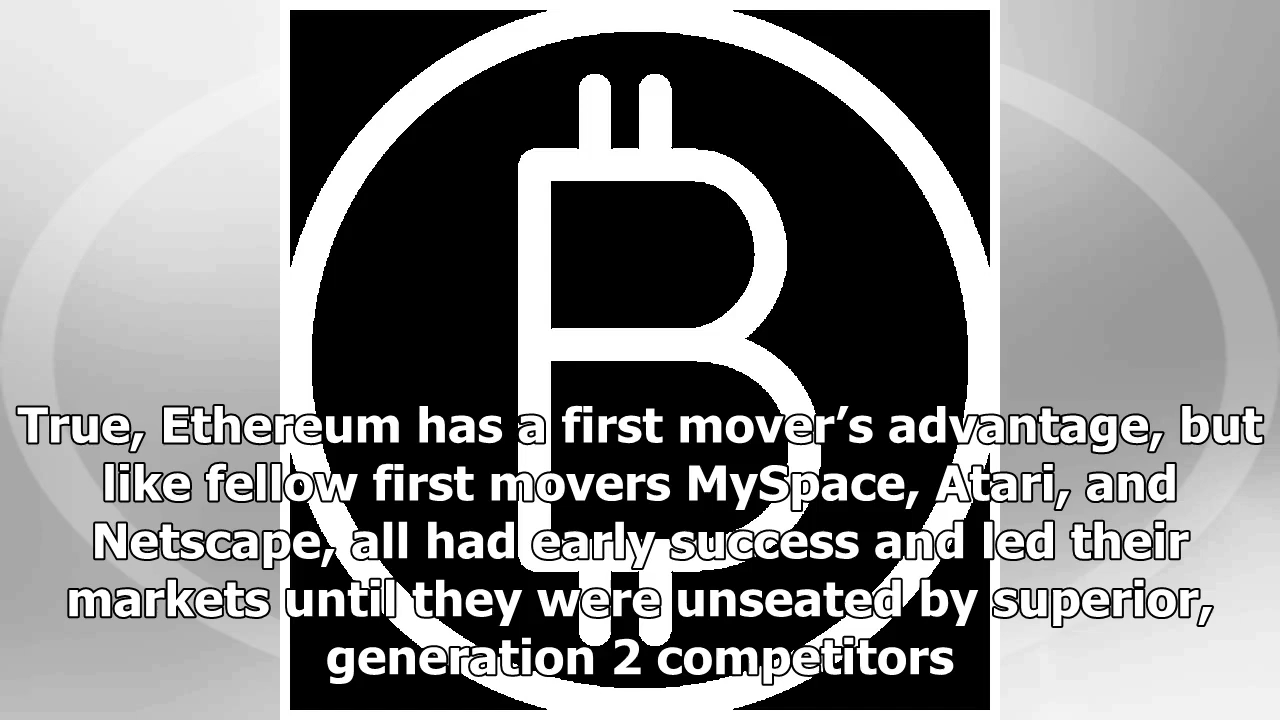 True, Ethereum has a first mover’s advantage, but
like fellow first movers MySpace, Atari, and
Netscape, all had early success and led their
markets until they were unseated by superior,
generation 2 competitors